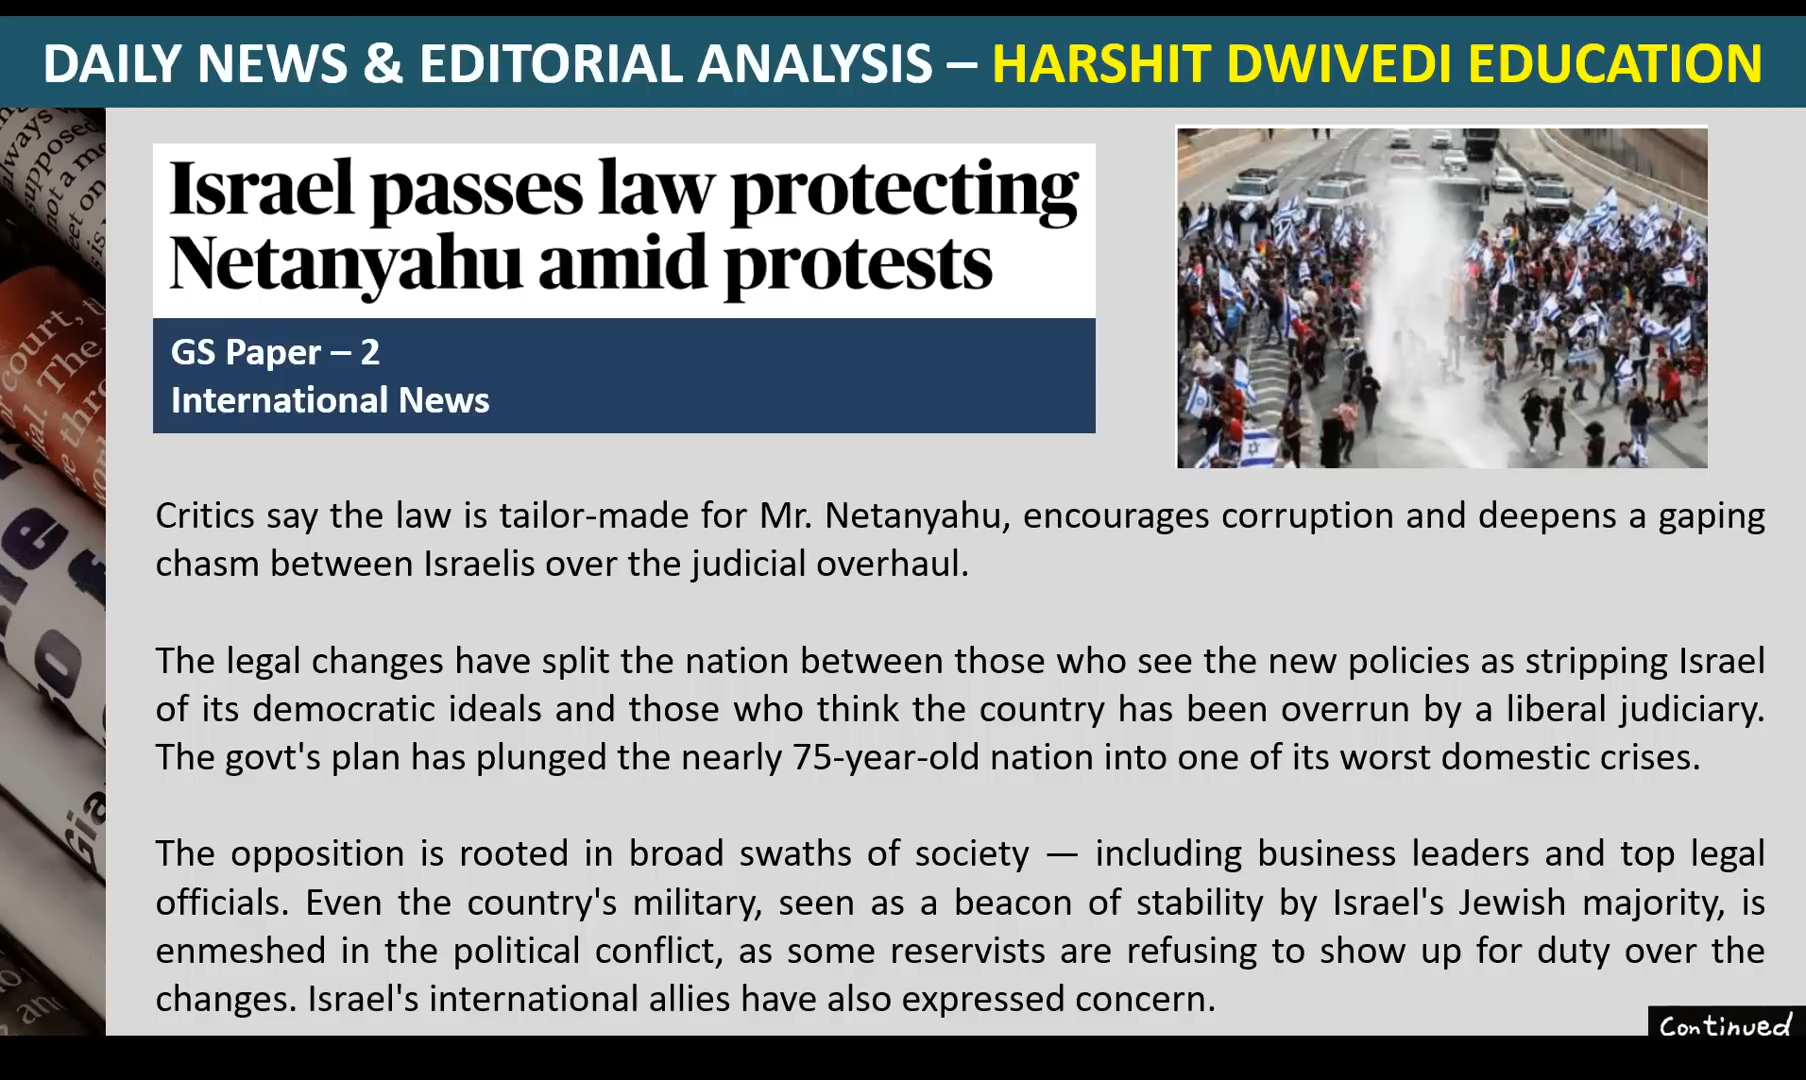 DAILY NEWS & EDITORIAL ANALYSIS – HARSHIT DWIVEDI EDUCATION
Israel passes law protecting
Netanyahu amid protests
GS Paper – 2
International News
Critics say the law is tailor-made for Mr. Netanyahu, encourages corruption and deepens a gaping
chasm between Israelis over the judicial overhaul.
The legal changes have split the nation between those who see the new policies as stripping Israel
of its democratic ideals and those who think the country has been overrun by a liberal judiciary.
The govt's plan has plunged the nearly 75-year-old nation into one of its worst domestic crises.
The opposition is rooted in broad swaths of society — including business leaders and top legal
officials. Even the country's military, seen as a beacon of stability by Israel's Jewish majority, is
enmeshed in the political conflict, as some reservists are refusing to show up for duty over the
changes. Israel's international allies have also expressed concern.
Continued